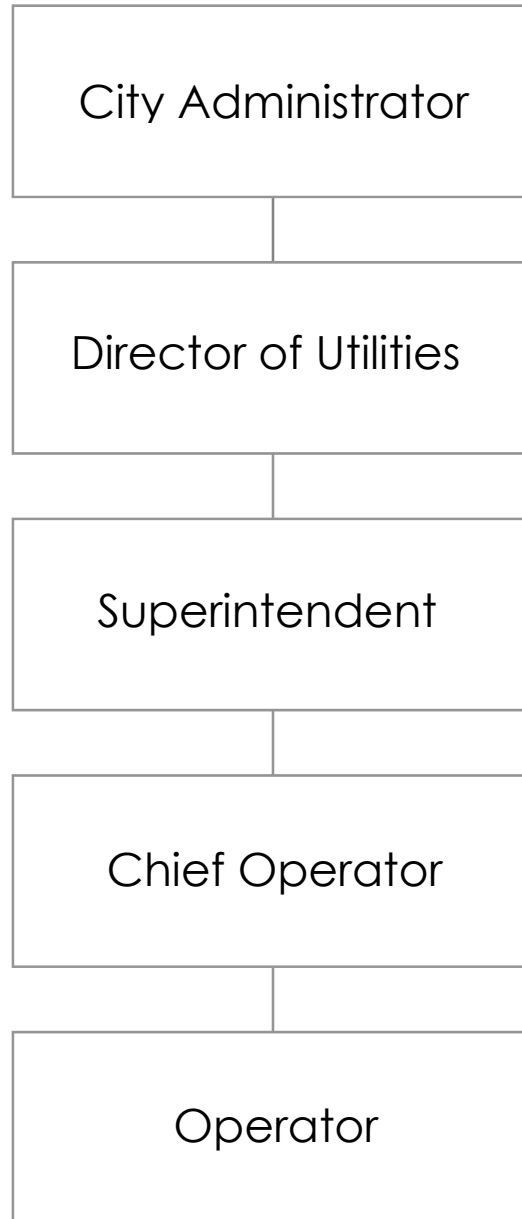 City Administrator
Director of Utilities
Superintendent
Chief Operator
Operator